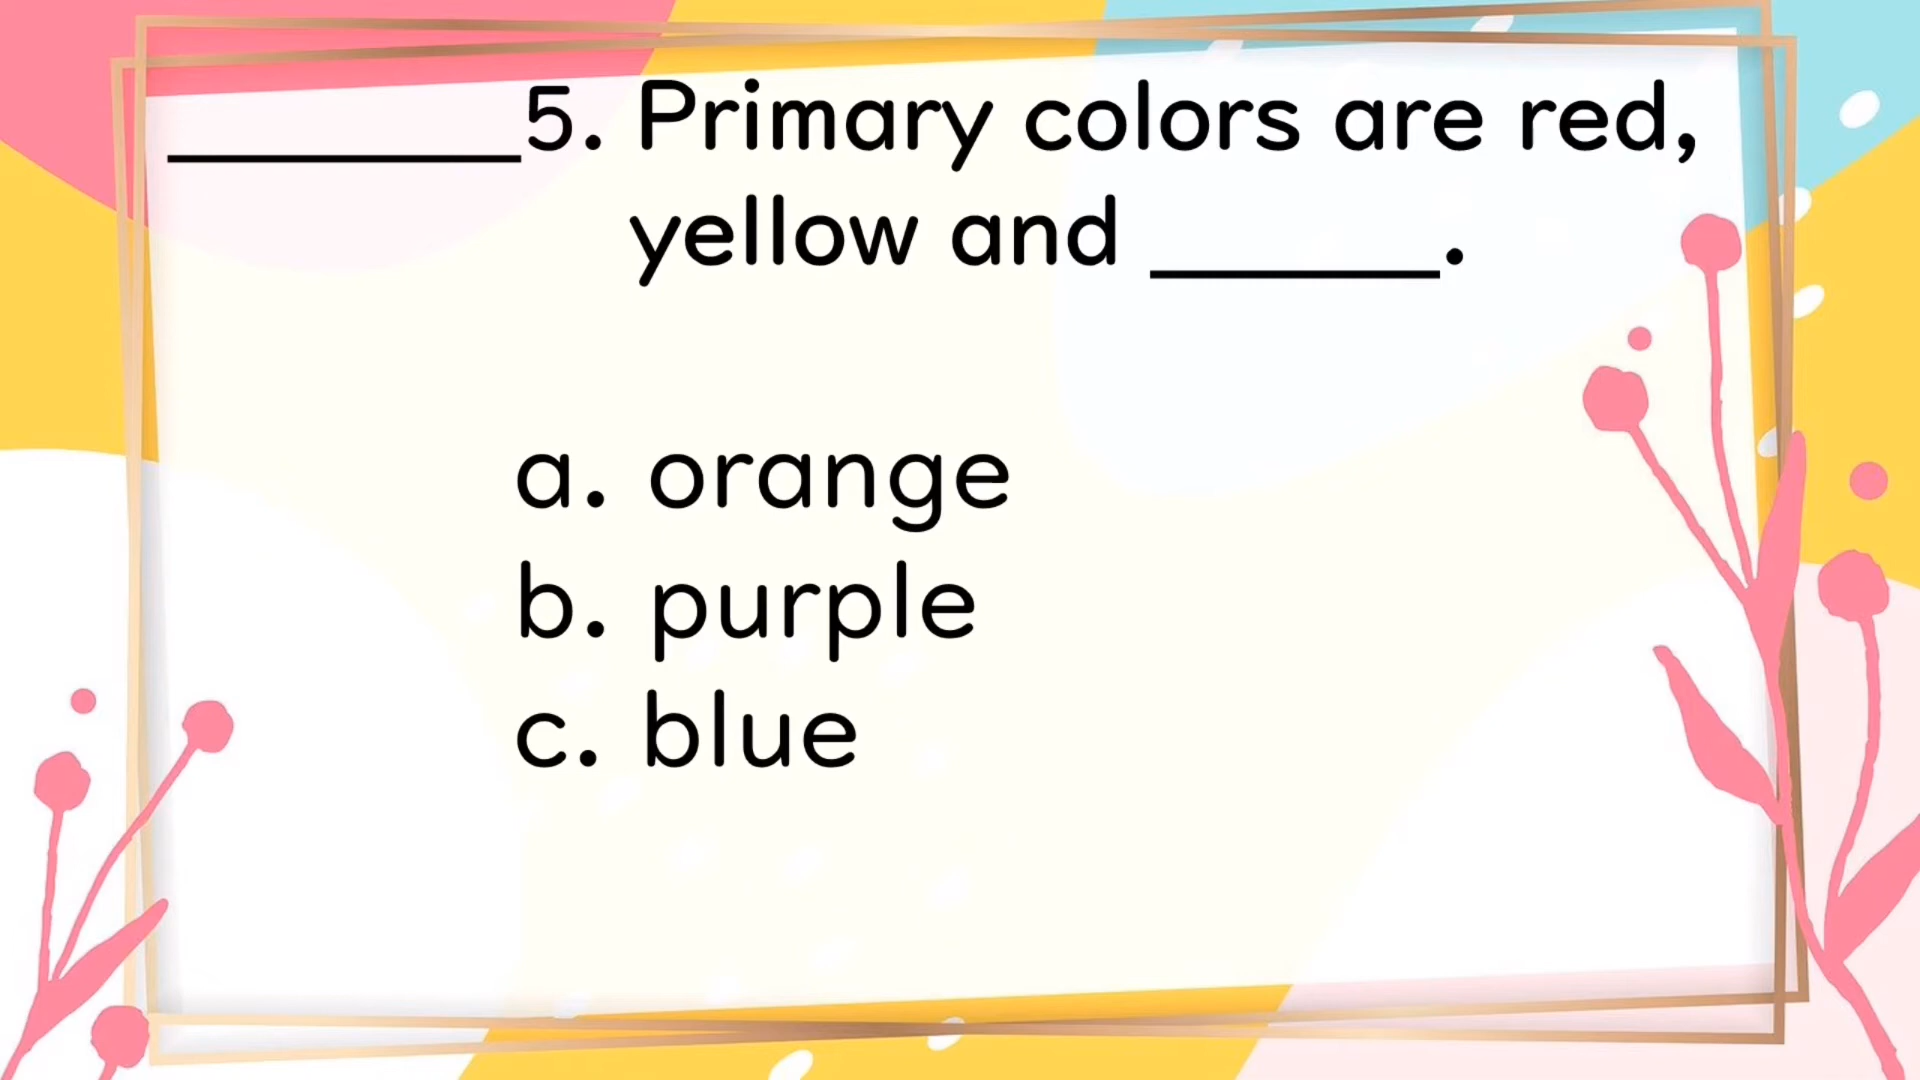 _______5. Primary colors are red,
yellow and ______.
a. orange
b. purple
c. blue